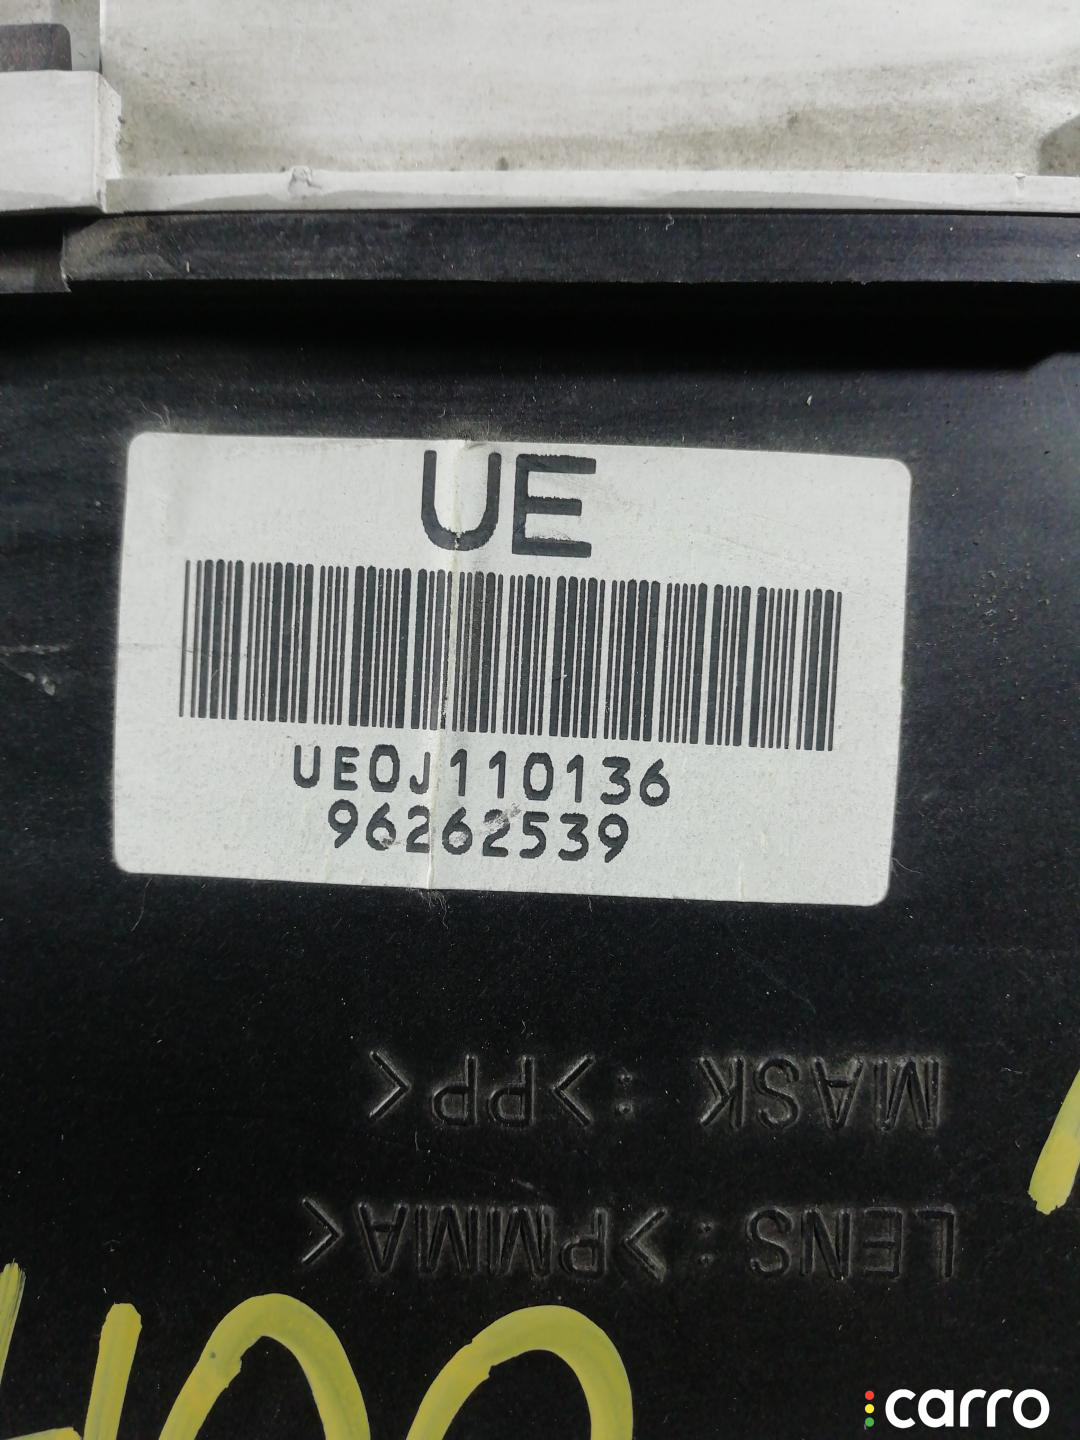 UE
UE0J110136
96262539
MASK : >PP<
LENS : >PMMA<
carro